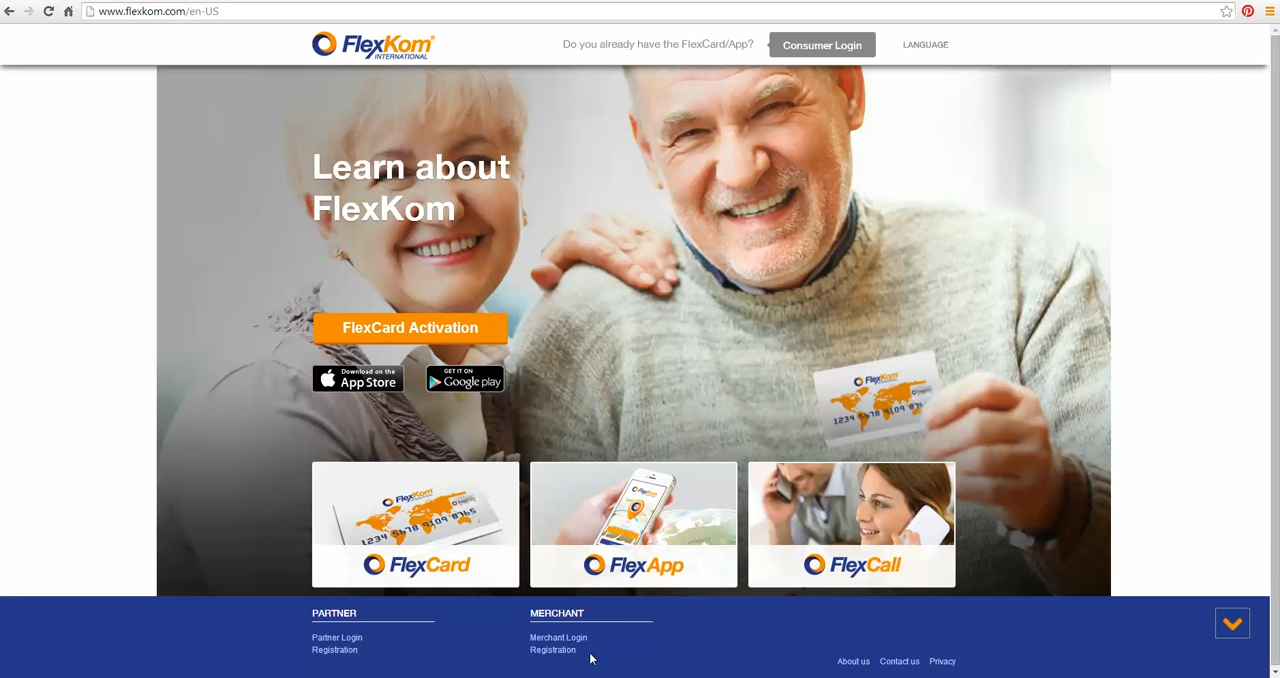 www.flexkom.com/en-US
FlexKom®
INTERNATIONAL
Do you already have the FlexCard/App?
Consumer Login
LANGUAGE
Learn about
FlexKom
FlexCard Activation
Download on the
App Store
GET IT ON
Google play
FlexKom
1234 5678 9109 876
FlexKom
1234 5678 9109 8765
FlexKom
FlexCard
FlexApp
FlexCall
PARTNER
Partner Login
Registration
MERCHANT
Merchant Login
Registration
About us Contact us Privacy